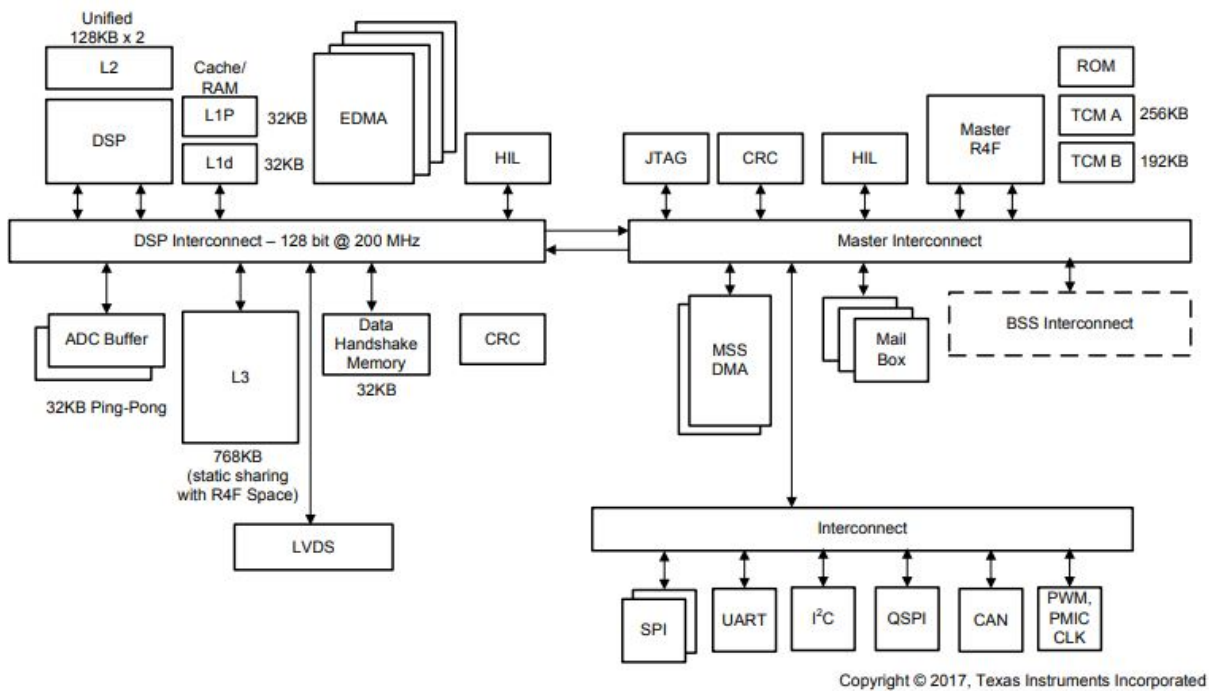 Unified
128KB x 2
L2
Cache/
RAM
L1P
32KB
DSP
L1d
32KB
EDMA
HIL
JTAG
CRC
HIL
Master
R4F
ROM
TCM A
256KB
TCM B
192KB
DSP Interconnect – 128 bit @ 200 MHz
Master Interconnect
ADC Buffer
32KB Ping-Pong
L3
768KB
(static sharing
with R4F Space)
Data
Handshake
Memory
32KB
CRC
LVDS
MSS
DMA
Mail
Box
BSS Interconnect
Interconnect
SPI
UART
I²C
QSPI
CAN
PWM,
PMIC
CLK
Copyright © 2017, Texas Instruments Incorporated